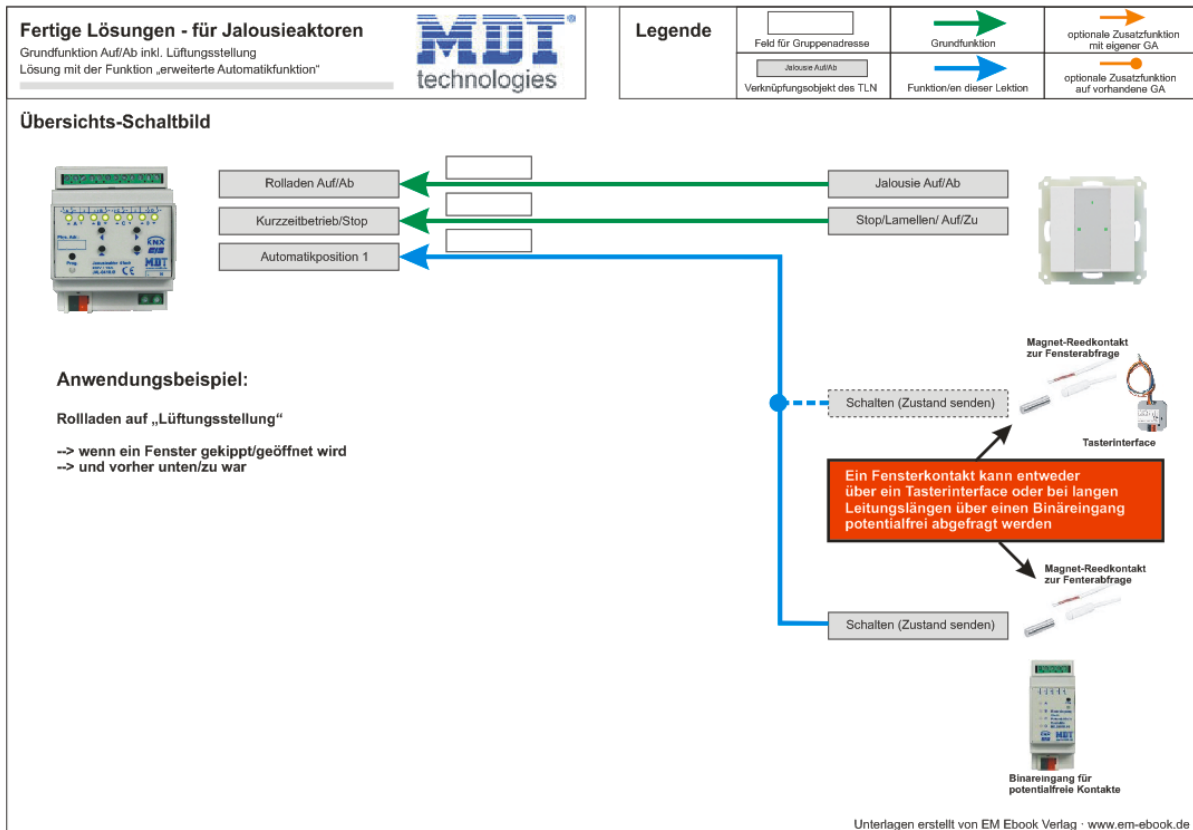 Fertige Lösungen - für Jalousieaktoren
Grundfunktion Auf/Ab inkl. Lüftungsstellung
Lösung mit der Funktion „erweiterte Automatikfunktion“
MDT
technologies
Legende
Feld für Gruppenadresse
Grundfunktion
optionale Zusatzfunktion
mit eigener GA
Jalousie Auf/Ab
Verknüpfungsobjekt des TLN
Funktion/en dieser Lektion
optionale Zusatzfunktion
auf vorhandene GA
Übersichts-Schaltbild
Rolladen Auf/Ab
Jalousie Auf/Ab
Kurzzeitbetrieb/Stop
Stop/Lamellen/ Auf/Zu
Automatikposition 1
KNX
MDT
Anwendungsbeispiel:
Rollladen auf „Lüftungsstellung“
--> wenn ein Fenster gekippt/geöffnet wird
--> und vorher unten/zu war
Magnet-Reedkontakt
zur Fensterabfrage
Schalten (Zustand senden)
Tasterinterface
Ein Fensterkontakt kann entweder
über ein Tasterinterface oder bei langen
Leitungslängen über einen Binäreingang
potentialfrei abgefragt werden
Magnet-Reedkontakt
zur Fenterabfrage
Schalten (Zustand senden)
MDT
Binäreingang für
potentialfreie Kontakte
Unterlagen erstellt von EM Ebook Verlag · www.em-ebook.de